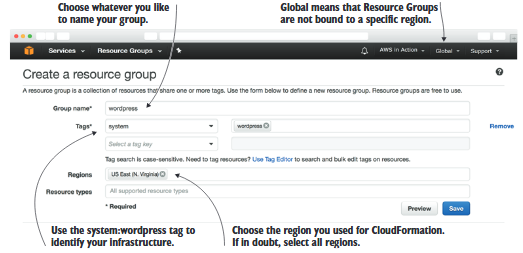 Choose whatever you like
to name your group.
Global means that Resource Groups
are not bound to a specific region.
Services Resource Groups AWS in Action Global Support
Create a resource group
A resource group is a collection of resources that share one or more tags. Use the form below to define a new resource group. Resource groups are free to use.
Group name* wordpress
Tags* system wordpress Remove
Select a tag key
Tag search is case-sensitive. Need to tag resources? Use Tag Editor to search and bulk edit tags on resources.
Regions US East (N. Virginia)
Resource types All supported resource types
* Required Preview Save
Use the system:wordpress tag to
identify your infrastructure.
Choose the region you used for CloudFormation.
If in doubt, select all regions.